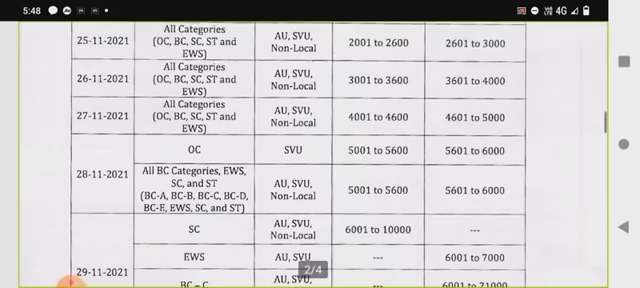 5:48
4G
25-11-2021
All Categories
(OC, BC, SC, ST and
EWS)
AU, SVU,
Non-Local
2001 to 2600
2601 to 3000
26-11-2021
All Categories
(OC, BC, SC, ST and
EWS)
AU, SVU,
Non-Local
3001 to 3600
3601 to 4000
27-11-2021
All Categories
(OC, BC, SC, ST and
EWS)
AU, SVU,
Non-Local
4001 to 4600
4601 to 5000
28-11-2021
OC
SVU
5001 to 5600
5601 to 6000
All BC Categories, EWS,
SC, and ST
(BC-A, BC-B, BC-C, BC-D,
BC-E, EWS, SC, and ST)
AU, SVU,
Non-Local
5001 to 5600
5601 to 6000
29-11-2021
SC
AU, SVU,
Non-Local
6001 to 10000
---
EWS
AU, SVU
---
6001 to 7000
BC – C
AU, SVU,
---
6001 to 21000
2/4